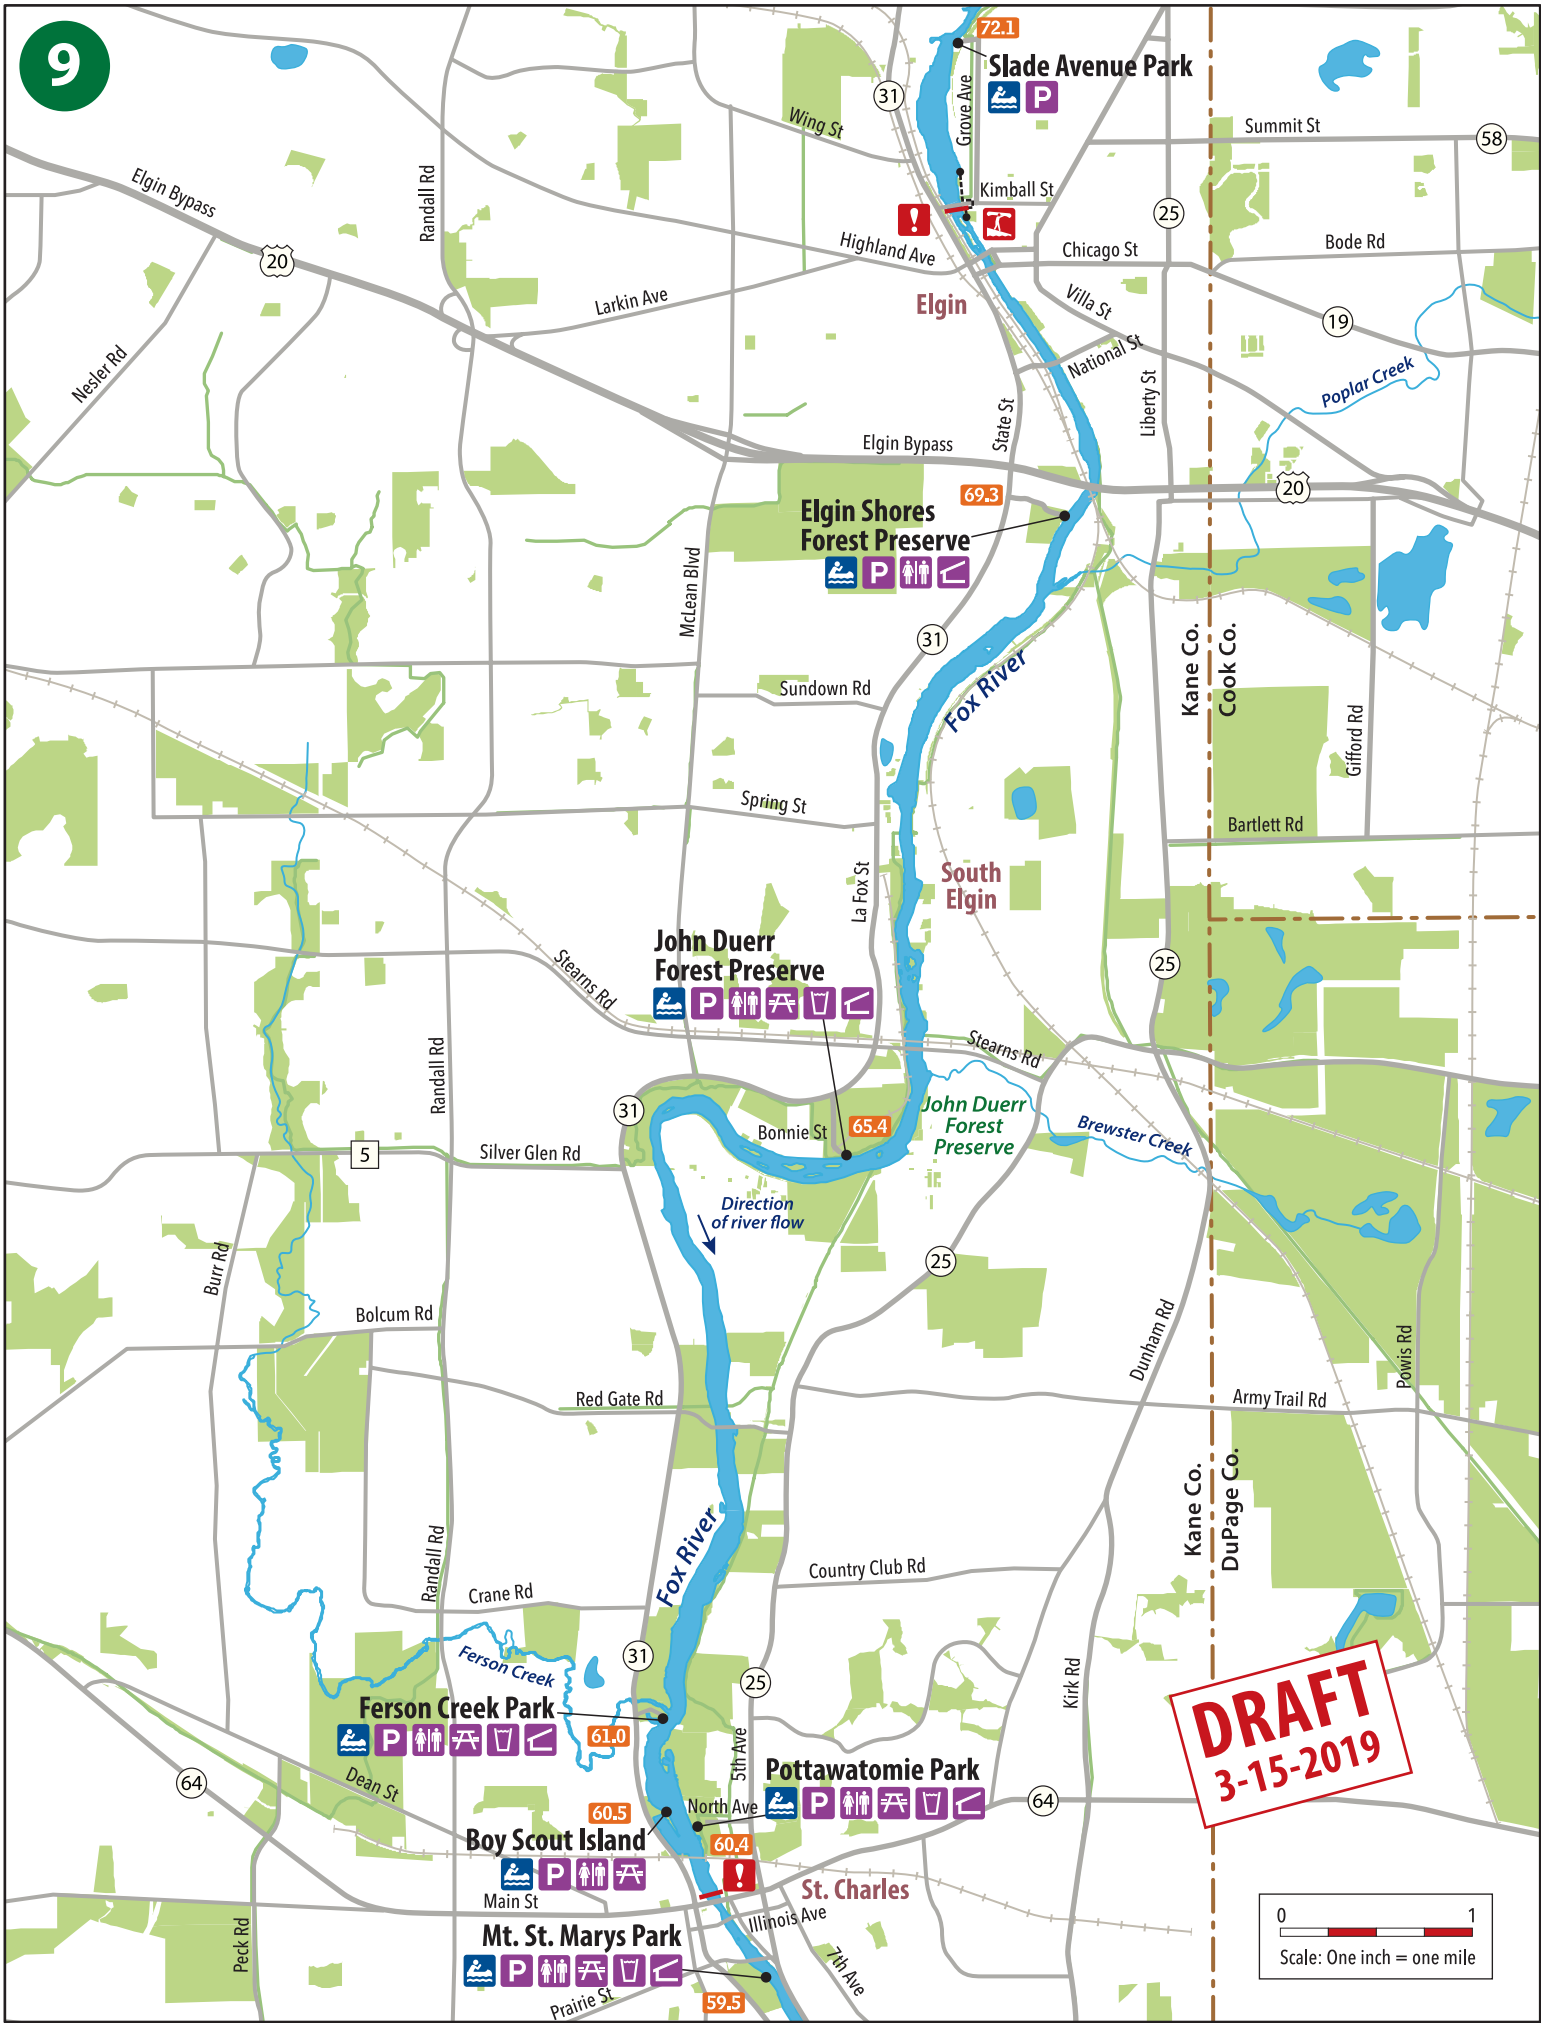 9
72.1
Slade Avenue Park
P
31
Grove Ave
Wing St
Summit St
58
Elgin Bypass
Randall Rd
Kimball St
25
!
20
Highland Ave
Chicago St
Bode Rd
Larkin Ave
Elgin
Villa St
19
Nesler Rd
National St
Poplar Creek
Liberty St
State St
Elgin Bypass
20
69.3
Elgin Shores
Forest Preserve
P
McLean Blvd
31
Kane Co.
Cook Co.
Fox River
Sundown Rd
Gifford Rd
Spring St
Bartlett Rd
La Fox St
South
Elgin
John Duerr
Forest Preserve
P
Stearns Rd
25
Stearns Rd
Randall Rd
31
John Duerr
Forest
Preserve
65.4
Bonnie St
Brewster Creek
5
Silver Glen Rd
Direction
of river flow
Burr Rd
25
Bolcum Rd
Dunham Rd
Powis Rd
Red Gate Rd
Army Trail Rd
Kane Co.
DuPage Co.
Fox River
Randall Rd
Country Club Rd
Crane Rd
Ferson Creek
31
25
Kirk Rd
DRAFT
3-15-2019
Ferson Creek Park
P
61.0
5th Ave
Pottawatomie Park
P
64
Dean St
60.5
North Ave
64
Boy Scout Island
P
60.4
!
St. Charles
Main St
Illinois Ave
Mt. St. Marys Park
P
Peck Rd
7th Ave
Prairie St
59.5
0 1
Scale: One inch = one mile